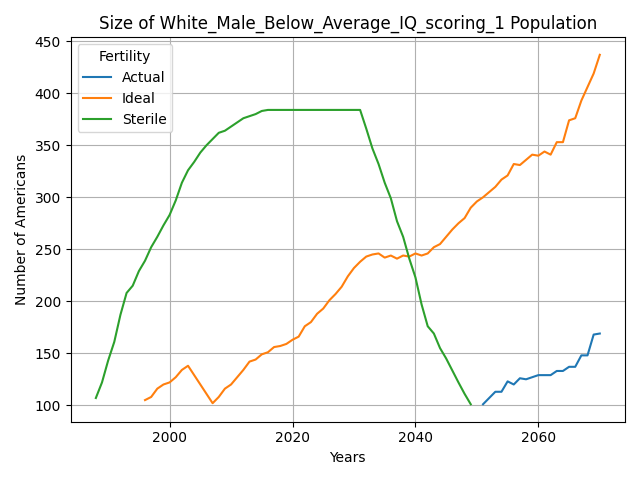 Size of White_Male_Below_Average_IQ_scoring_1 Population
Number of Americans
450
400
350
300
250
200
150
100
Fertility
Actual
Ideal
Sterile
2000
2020
2040
2060
Years